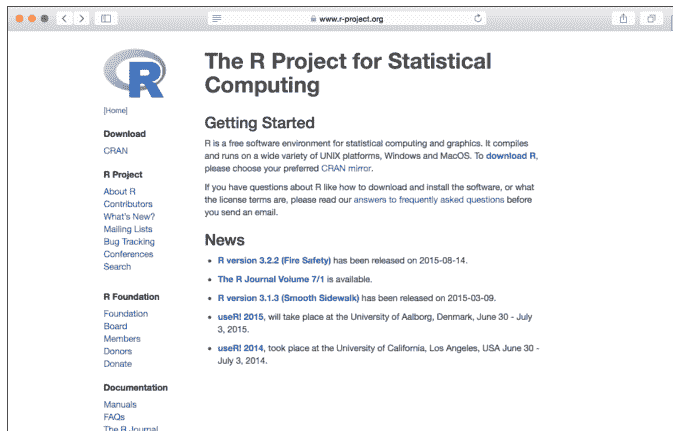 www.r-project.org
R
[Home]
Download
CRAN
R Project
About R
Contributors
What's New?
Mailing Lists
Bug Tracking
Conferences
Search
R Foundation
Foundation
Board
Members
Donors
Donate
Documentation
Manuals
FAQs
The R Journal
The R Project for Statistical
Computing
Getting Started
R is a free software environment for statistical computing and graphics. It compiles
and runs on a wide variety of UNIX platforms, Windows and MacOS. To download R,
please choose your preferred CRAN mirror.
If you have questions about R like how to download and install the software, or what
the license terms are, please read our answers to frequently asked questions before
you send an email.
News
• R version 3.2.2 (Fire Safety) has been released on 2015-08-14.
• The R Journal Volume 7/1 is available.
• R version 3.1.3 (Smooth Sidewalk) has been released on 2015-03-09.
• useR! 2015, will take place at the University of Aalborg, Denmark, June 30 - July
3, 2015.
• useR! 2014, took place at the University of California, Los Angeles, USA June 30 -
July 3, 2014.